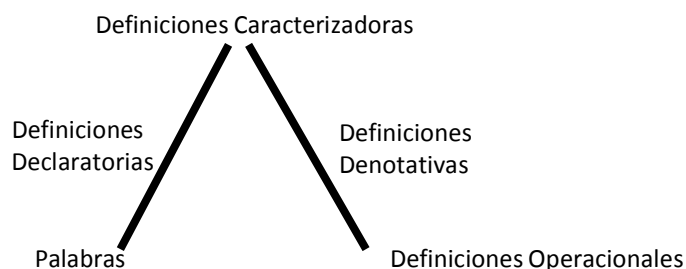 Definiciones Caracterizadoras
Definiciones
Declaratorias
Definiciones
Denotativas
Palabras
Definiciones Operacionales